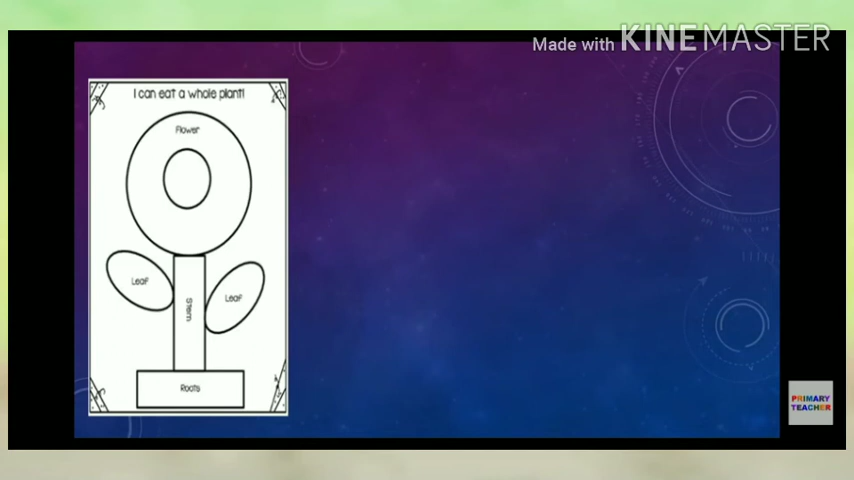 Made with KINEMASTER
I can eat a whole plant!
Flower
Leaf
Stem
Leaf
Roots
PRIMARY
TEACHER